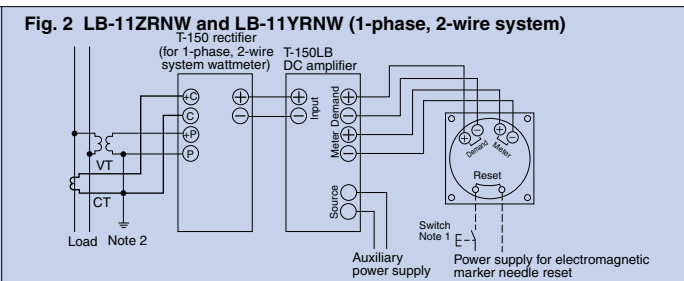 Fig. 2 LB-11ZRNW and LB-11YRNW (1-phase, 2-wire system)
T-150 rectifier
(for 1-phase, 2-wire
system wattmeter)
T-150LB
DC amplifier
+C
C
+P
P
+
−
+
−
Input
Demand
+
−
Meter
+
−
Source
+
−
Demand
+
−
Meter
Reset
VT
CT
Load
Note 2
Auxiliary
power supply
Switch
Note 1
Power supply for electromagnetic
marker needle reset